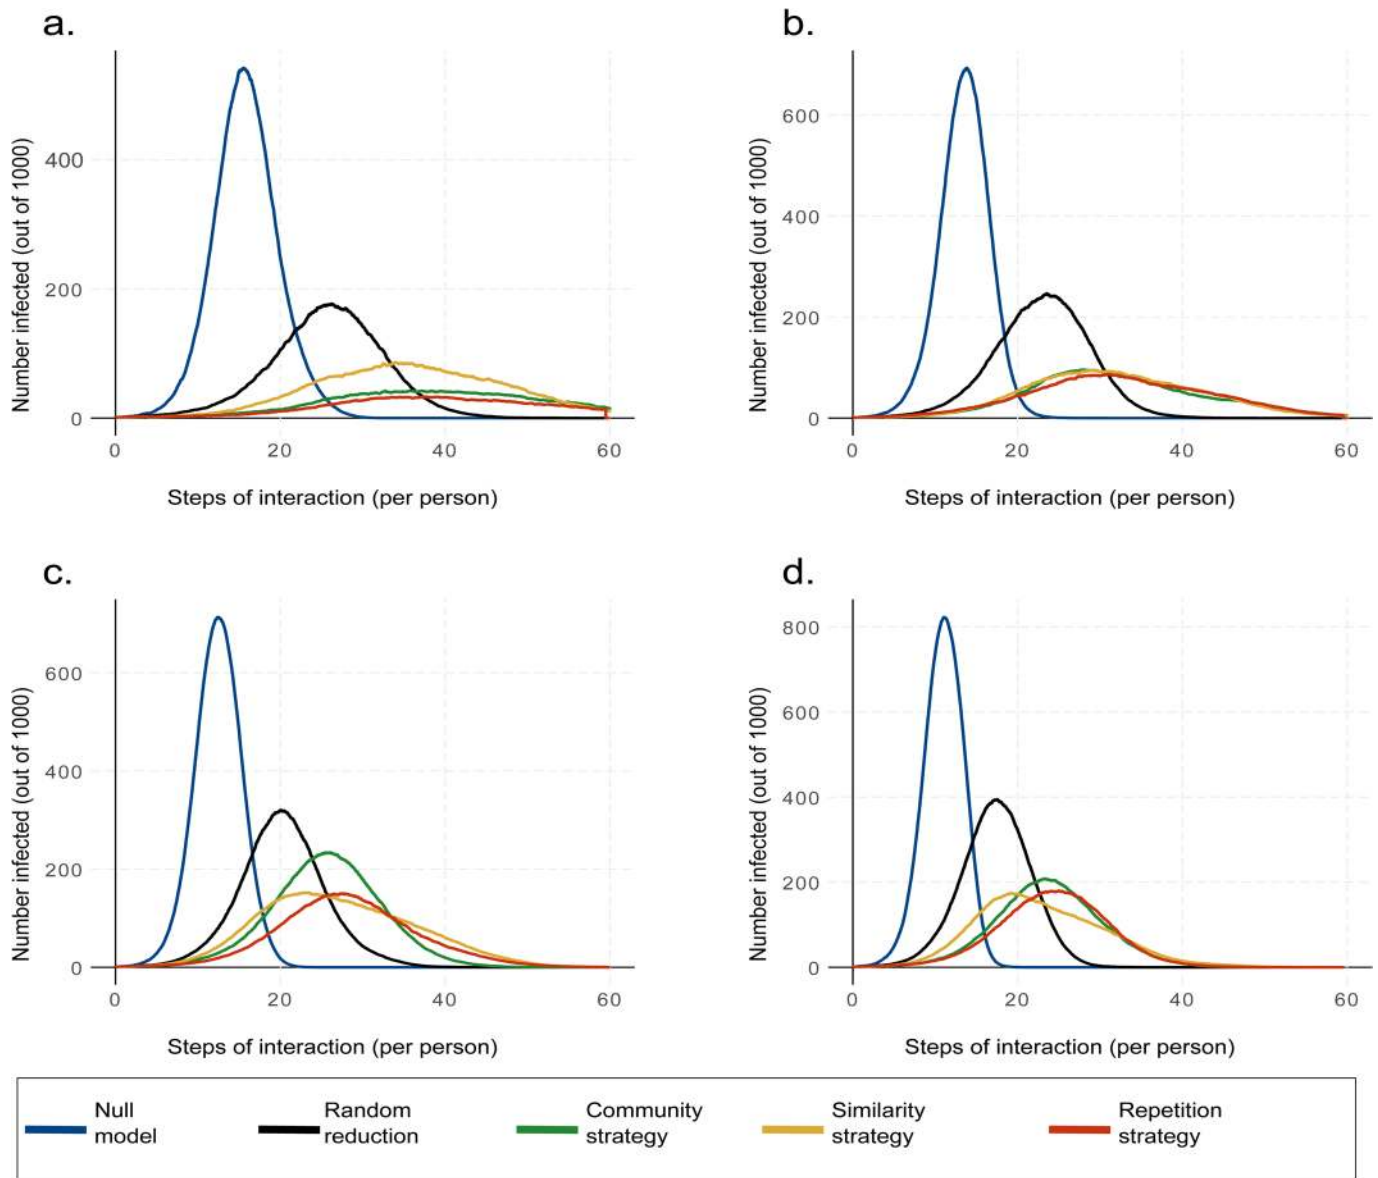 a.
Number infected (out of 1000)
400
200
0
0 20 40 60
Steps of interaction (per person)
b.
Number infected (out of 1000)
600
400
200
0
0 20 40 60
Steps of interaction (per person)
c.
Number infected (out of 1000)
600
400
200
0
0 20 40 60
Steps of interaction (per person)
d.
Number infected (out of 1000)
800
600
400
200
0
0 20 40 60
Steps of interaction (per person)
Null
model
Random
reduction
Community
strategy
Similarity
strategy
Repetition
strategy